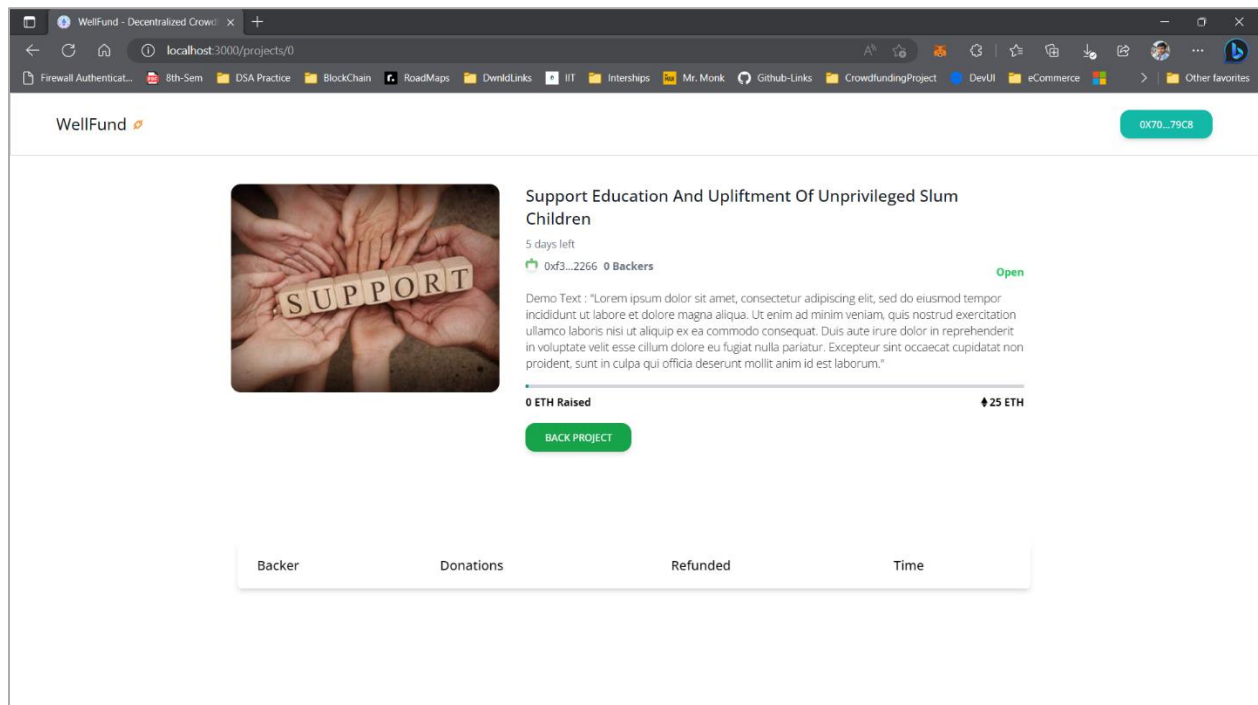 WellFund - Decentralized Crowd
localhost:3000/projects/0
Firewall Authenticat... 8th-Sem DSA Practice BlockChain RoadMaps DwnldLinks IIT Interships Mr. Monk Github-Links CrowdfundingProject DevUI eCommerce Other favorites
WellFund
0X70...79C8
SUPPORT
Support Education And Upliftment Of Unprivileged Slum
Children
5 days left
0xf3...2266 0 Backers
Open
Demo Text : "Lorem ipsum dolor sit amet, consectetur adipiscing elit, sed do eiusmod tempor
incididunt ut labore et dolore magna aliqua. Ut enim ad minim veniam, quis nostrud exercitation
ullamco laboris nisi ut aliquip ex ea commodo consequat. Duis aute irure dolor in reprehenderit
in voluptate velit esse cillum dolore eu fugiat nulla pariatur. Excepteur sint occaecat cupidatat non
proident, sunt in culpa qui officia deserunt mollit anim id est laborum."
0 ETH Raised 25 ETH
BACK PROJECT
Backer Donations Refunded Time